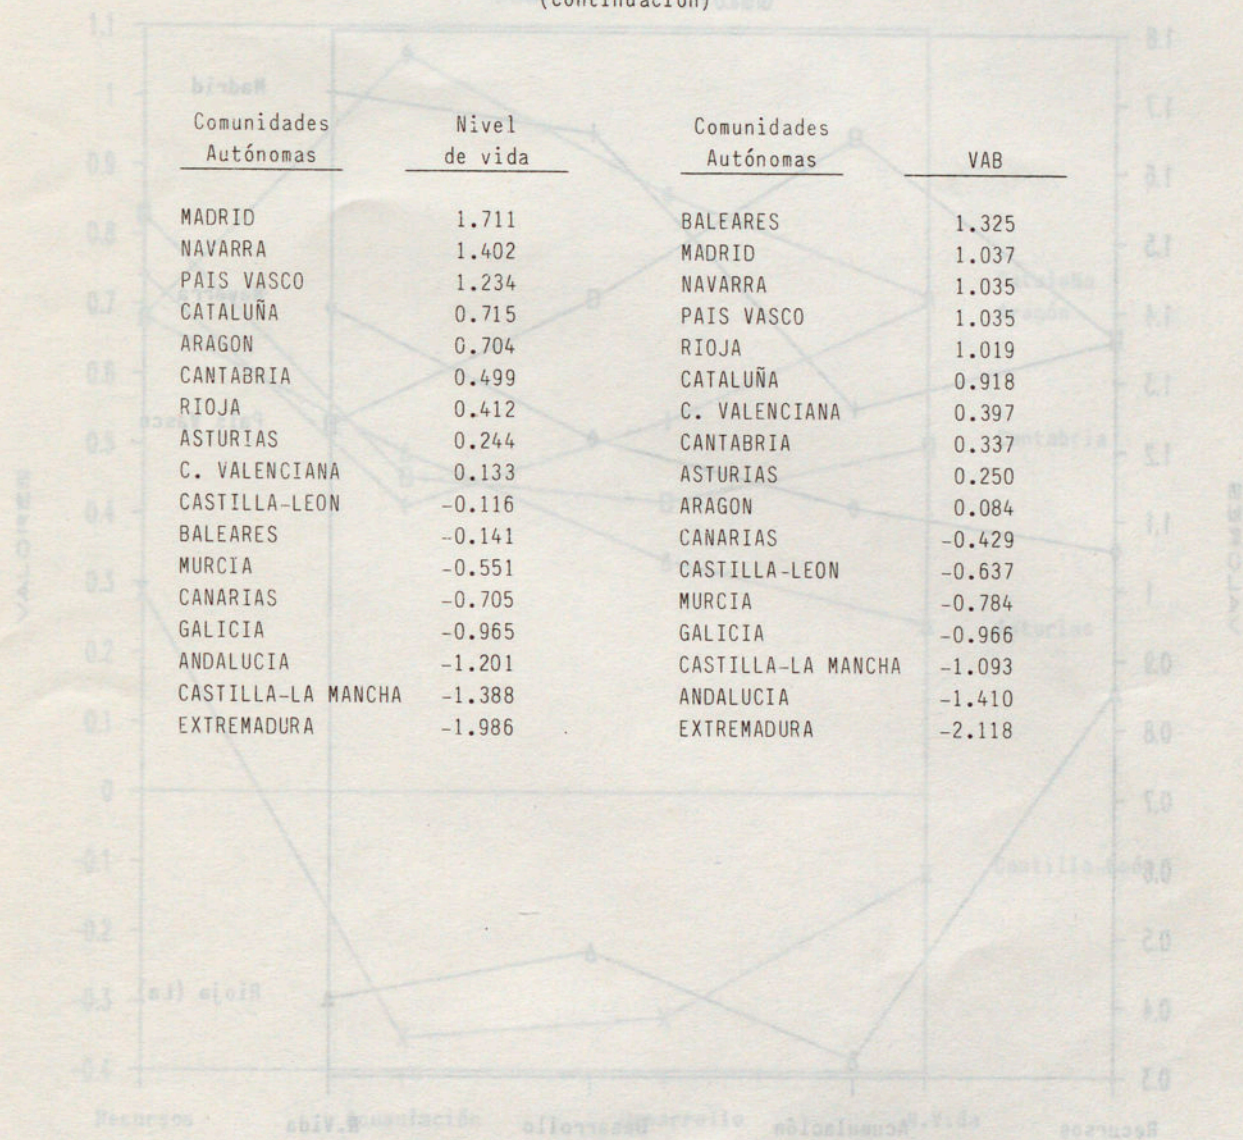 (continuación)
Comunidades Autónomas Nivel de vida Comunidades Autónomas VAB
MADRID 1.711 BALEARES 1.325
NAVARRA 1.402 MADRID 1.037
PAIS VASCO 1.234 NAVARRA 1.035
CATALUÑA 0.715 PAIS VASCO 1.035
ARAGON 0.704 RIOJA 1.019
CANTABRIA 0.499 CATALUÑA 0.918
RIOJA 0.412 C. VALENCIANA 0.397
ASTURIAS 0.244 CANTABRIA 0.337
C. VALENCIANA 0.133 ASTURIAS 0.250
CASTILLA-LEON -0.116 ARAGON 0.084
BALEARES -0.141 CANARIAS -0.429
MURCIA -0.551 CASTILLA-LEON -0.637
CANARIAS -0.705 MURCIA -0.784
GALICIA -0.965 GALICIA -0.966
ANDALUCIA -1.201 CASTILLA-LA MANCHA -1.093
CASTILLA-LA MANCHA -1.388 ANDALUCIA -1.410
EXTREMADURA -1.986 EXTREMADURA -2.118